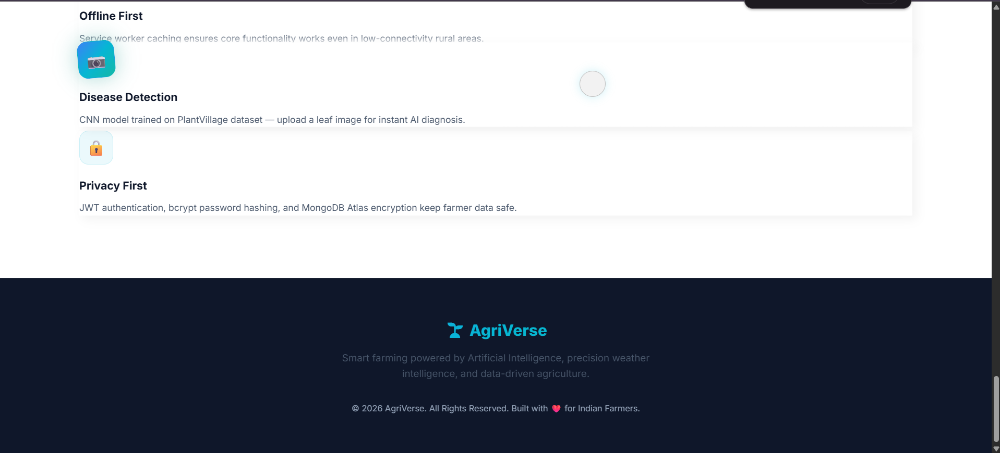 Offline First
Service worker caching ensures core functionality works even in low-connectivity rural areas.
Disease Detection
CNN model trained on PlantVillage dataset — upload a leaf image for instant AI diagnosis.
Privacy First
JWT authentication, bcrypt password hashing, and MongoDB Atlas encryption keep farmer data safe.
AgriVerse
Smart farming powered by Artificial Intelligence, precision weather
intelligence, and data-driven agriculture.
© 2026 AgriVerse. All Rights Reserved. Built with ❤️ for Indian Farmers.